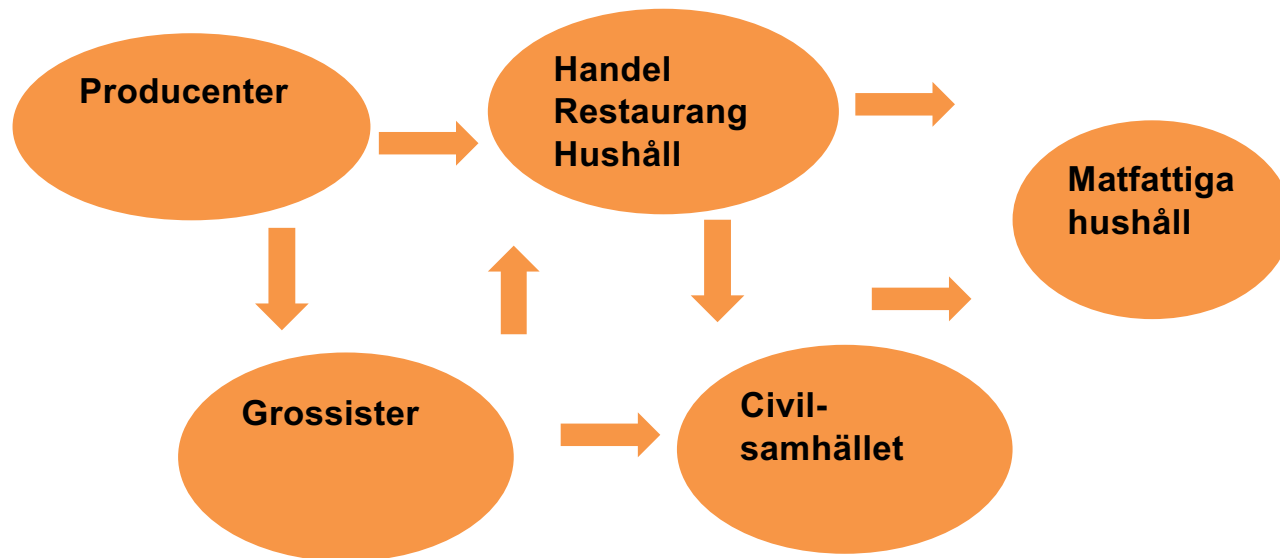 Producenter
Handel
Restaurang
Hushåll
Matfattiga
hushåll
Grossister
Civil-
samhället